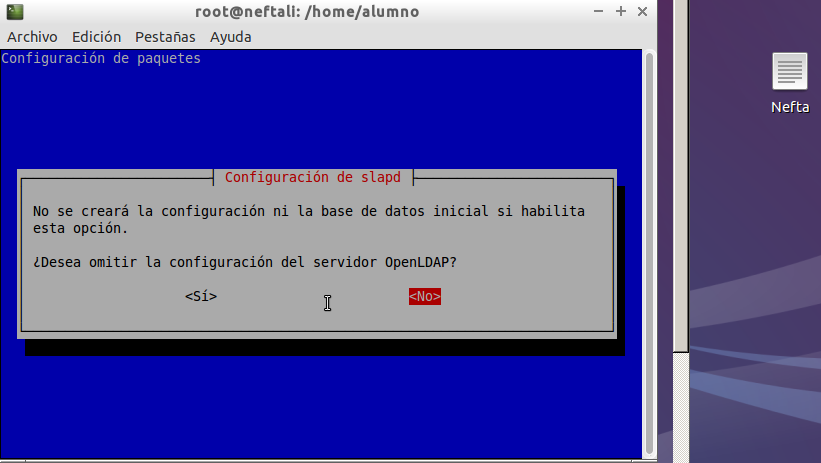 root@neftali: /home/alumno
Archivo Edición Pestañas Ayuda
Configuración de paquetes
Configuración de slapd
No se creará la configuración ni la base de datos inicial si habilita
esta opción.
¿Desea omitir la configuración del servidor OpenLDAP?
<Sí> <No>
Nefta